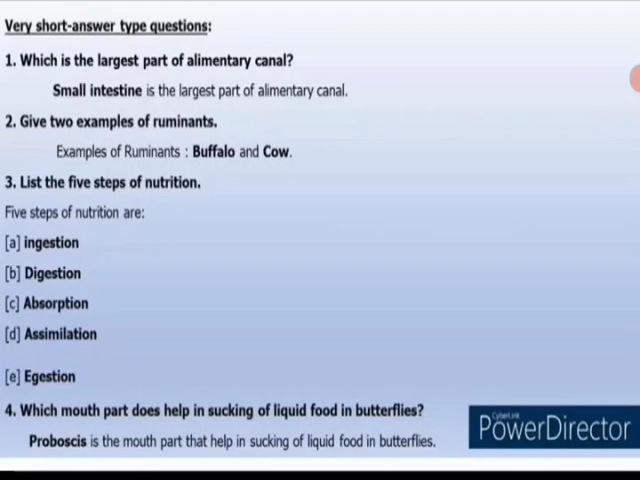 Very short-answer type questions:
1. Which is the largest part of alimentary canal?
Small intestine is the largest part of alimentary canal.
2. Give two examples of ruminants.
Examples of Ruminants : Buffalo and Cow.
3. List the five steps of nutrition.
Five steps of nutrition are:
[a] ingestion
[b] Digestion
[c] Absorption
[d] Assimilation
[e] Egestion
4. Which mouth part does help in sucking of liquid food in butterflies?
Proboscis is the mouth part that help in sucking of liquid food in butterflies.
CyberLink
PowerDirector